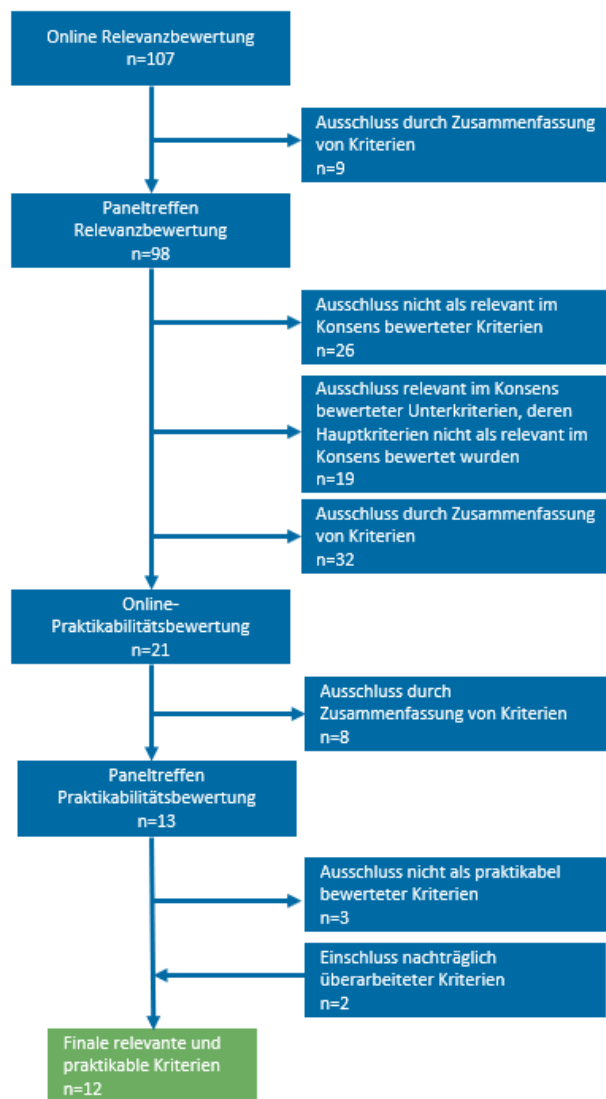 Online Relevanzbewertung
n=107
Ausschluss durch Zusammenfassung
von Kriterien
n=9
Paneltreffen
Relevanzbewertung
n=98
Ausschluss nicht als relevant im
Konsens bewerteter Kriterien
n=26
Ausschluss relevant im Konsens
bewerteter Unterkriterien, deren
Hauptkriterien nicht als relevant im
Konsens bewertet wurden
n=19
Ausschluss durch Zusammenfassung
von Kriterien
n=32
Online-
Praktikabilitätsbewertung
n=21
Ausschluss durch
Zusammenfassung von Kriterien
n=8
Paneltreffen
Praktikabilitätsbewertung
n=13
Ausschluss nicht als praktikabel
bewerteter Kriterien
n=3
Einschluss nachträglich
überarbeiteter Kriterien
n=2
Finale relevante und
praktikable Kriterien
n=12